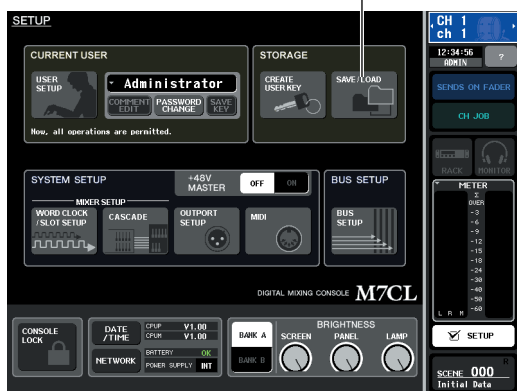 SETUP
CH 1
ch 1
12:34:56
ADMIN
?
CURRENT USER
USER
SETUP
Administrator
COMMENT
EDIT
PASSWORD
CHANGE
SAVE
KEY
Now, all operations are permitted.
STORAGE
CREATE
USER KEY
SAVE/LOAD
SENDS ON FADER
CH JOB
RACK
MONITOR
SYSTEM SETUP
+48V
MASTER
OFF
ON
MIXER SETUP
WORD CLOCK
/SLOT SETUP
CASCADE
OUTPORT
SETUP
MIDI
BUS SETUP
BUS
SETUP
METER
Σ
OVER
-3
-6
-9
-12
-15
-18
-24
-30
-40
-50
-60
L R M
DIGITAL MIXING CONSOLE M7CL
CONSOLE
LOCK
DATE
/TIME
CPUP V1.00
CPUM V1.00
NETWORK
BATTERY OK
POWER SUPPLY INT
BANK A
BANK B
BRIGHTNESS
SCREEN
PANEL
LAMP
SETUP
R
SCENE 000
Initial Data